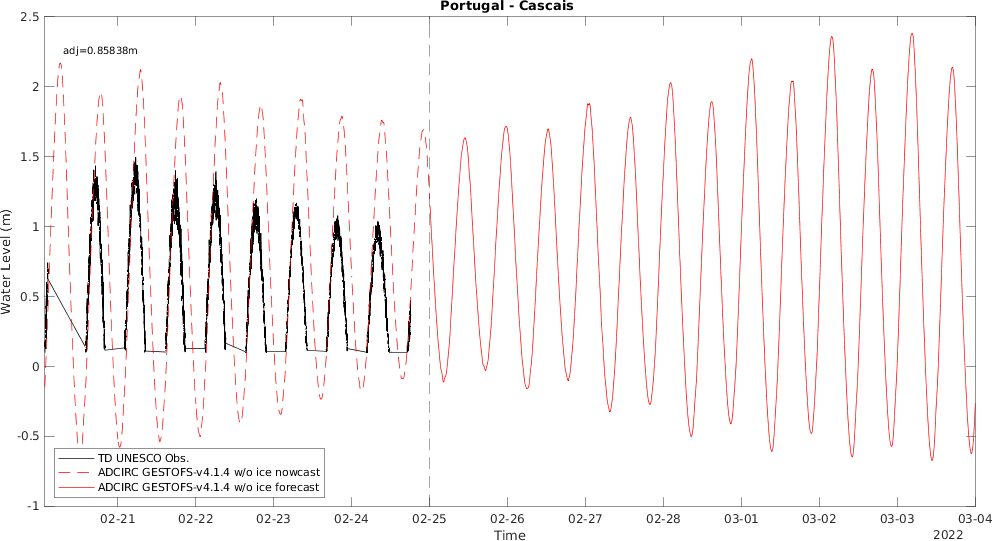 Portugal - Cascais
2.5
adj=0.85838m
2
1.5
1
0.5
0
-0.5
-1
Water Level (m)
TD UNESCO Obs.
ADCIRC GESTOFS-v4.1.4 w/o ice nowcast
ADCIRC GESTOFS-v4.1.4 w/o ice forecast
02-21 02-22 02-23 02-24 02-25 02-26 02-27 02-28 03-01 03-02 03-03 03-04
Time
2022